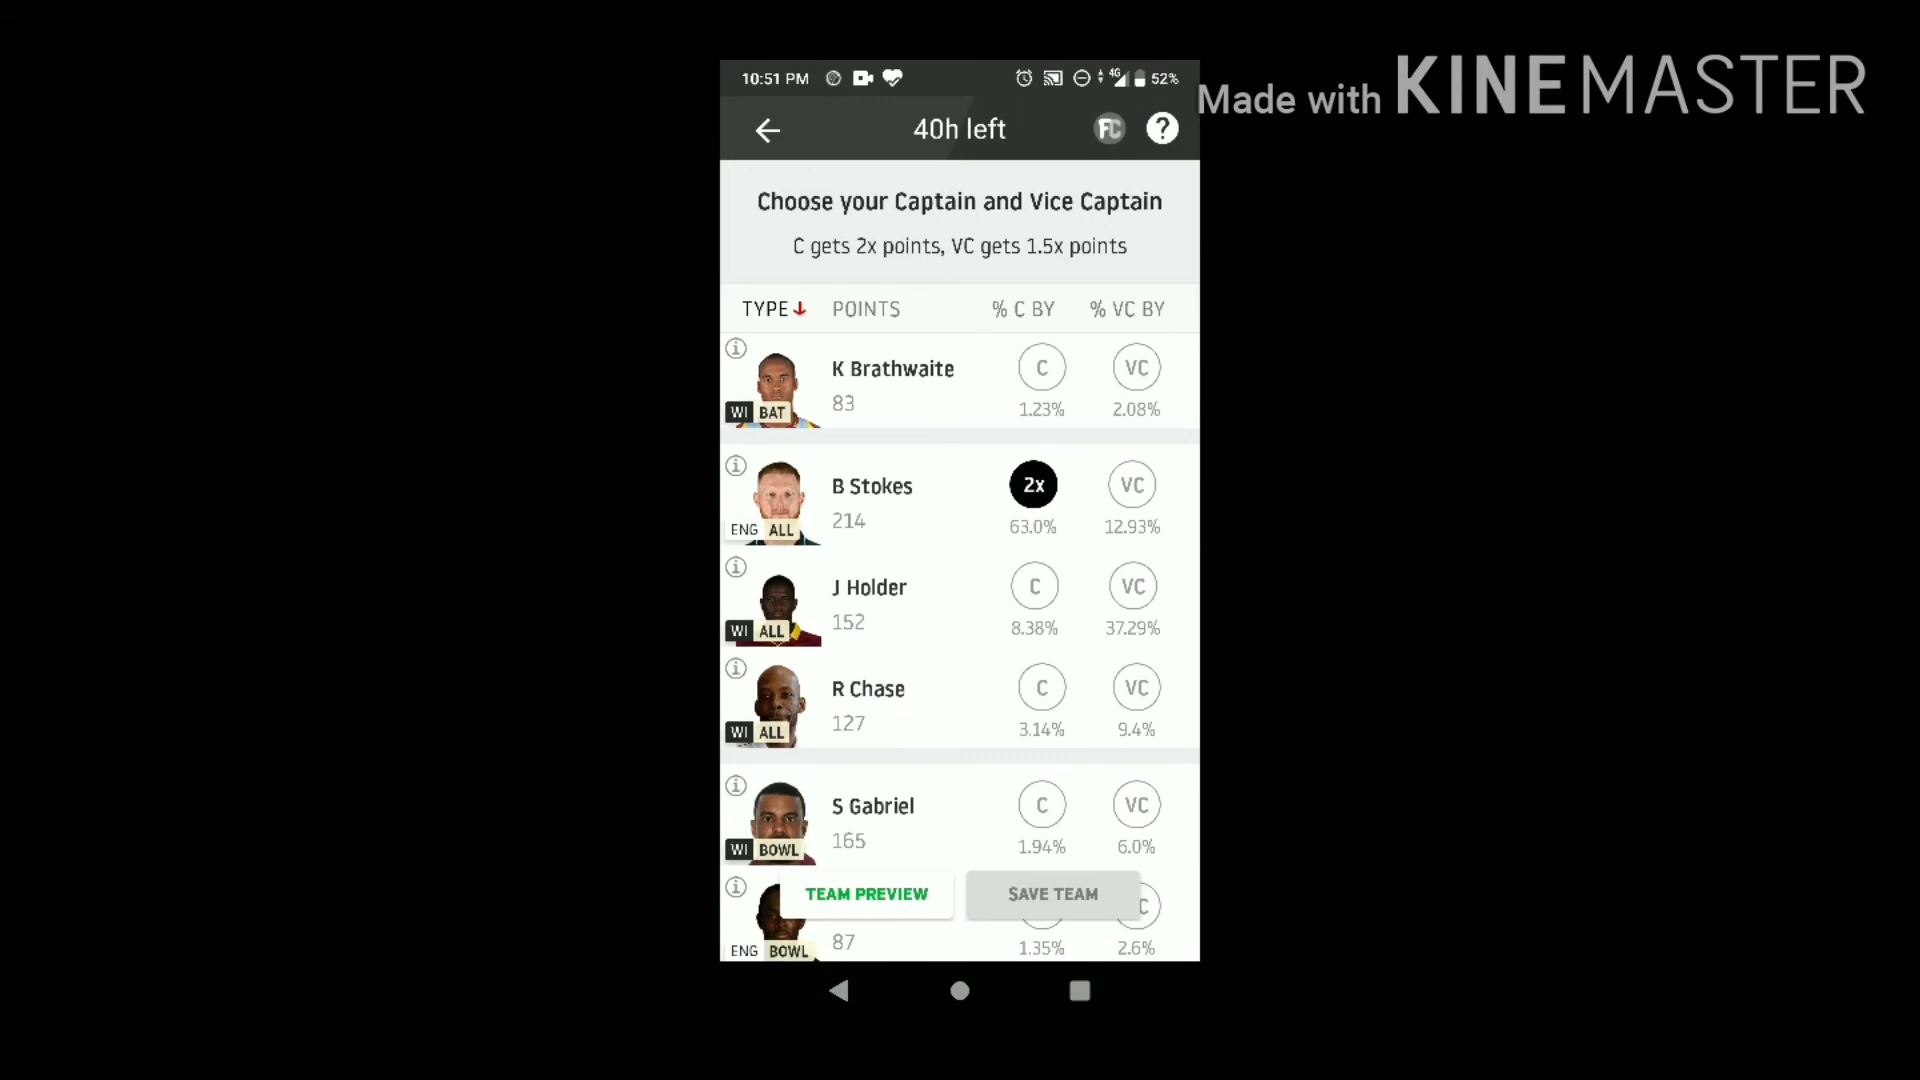 10:51 PM
4G
52%
Made with KINEMASTER
40h left
FC
?
Choose your Captain and Vice Captain
C gets 2x points, VC gets 1.5x points
TYPE POINTS % C BY % VC BY
K Brathwaite C VC
WI BAT 83 1.23% 2.08%
B Stokes 2x VC
ENG ALL 214 63.0% 12.93%
J Holder C VC
WI ALL 152 8.38% 37.29%
R Chase C VC
WI ALL 127 3.14% 9.4%
S Gabriel C VC
WI BOWL 165 1.94% 6.0%
TEAM PREVIEW SAVE TEAM C
ENG BOWL 87 1.35% 2.6%